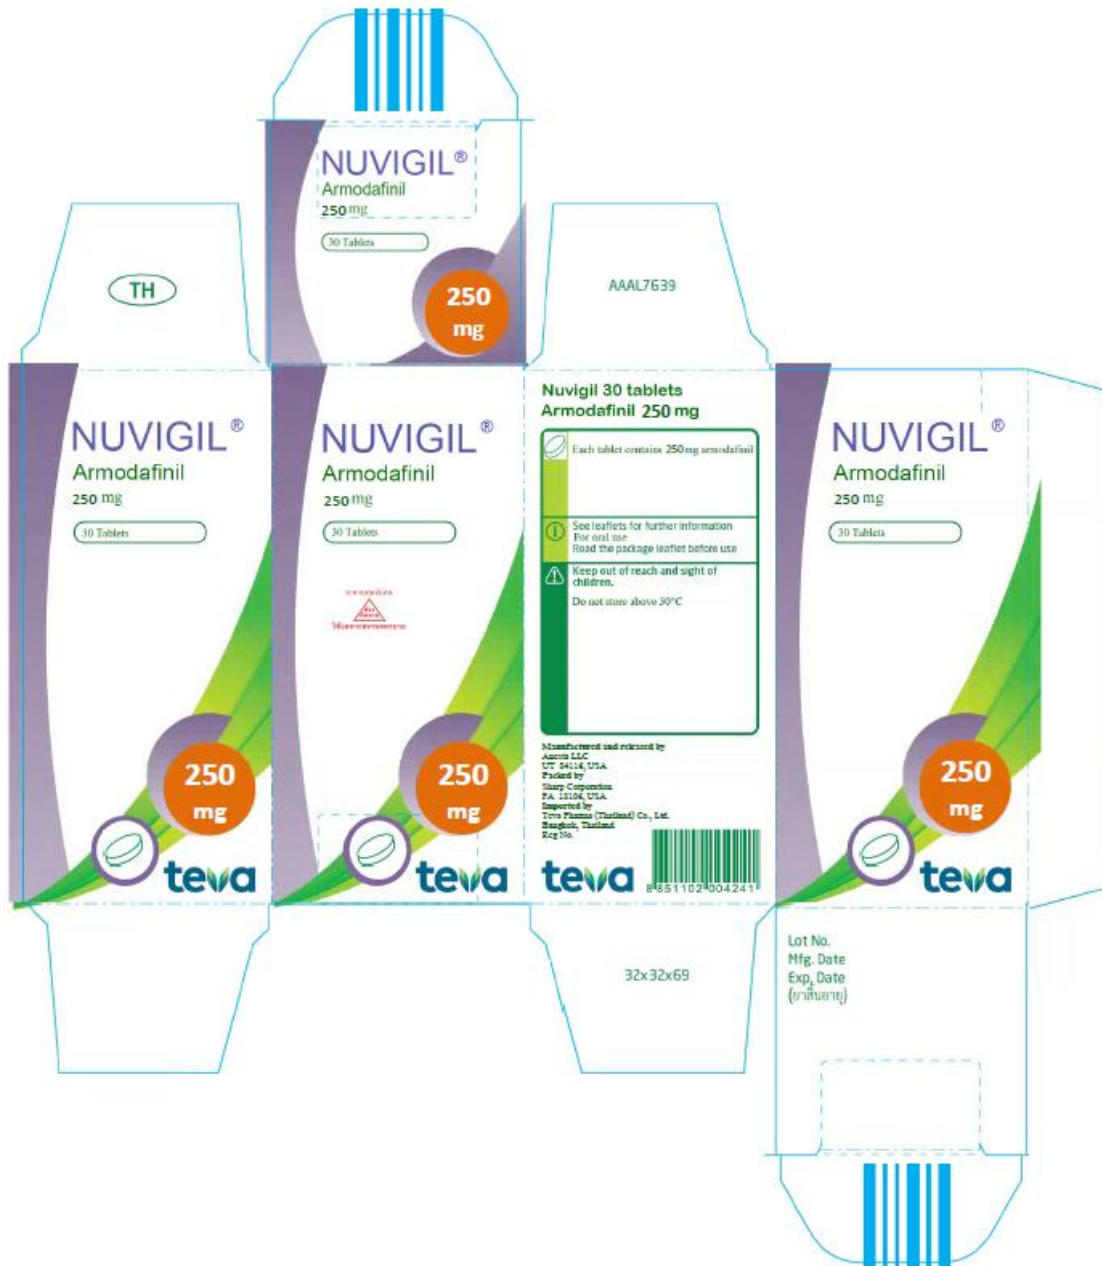 NUVIGIL®
Armodafinil
250 mg
30 Tablets
250
mg
TH
AAAL7639
NUVIGIL®
Armodafinil
250 mg
30 Tablets
250
mg
teva
NUVIGIL®
Armodafinil
250 mg
30 Tablets
250
mg
teva
Nuvigil 30 tablets
Armodafinil 250 mg
Each tablet contains 250 mg armodafinil
See leaflets for further information
For oral use
Read the package leaflet before use
Keep out of reach and sight of
children.
Do not store above 30°C
Manufactured and released by
LLC
UT 84116, USA
Packed by
Sharp Corporation
PA, USA
Imported by
Teva Pharma (Thailand) Co., Ltd.
Bangkok, Thailand
Reg No.
teva
8 851102 004241
NUVIGIL®
Armodafinil
250 mg
30 Tablets
250
mg
teva
32x32x69
Lot No.
Mfg. Date
Exp. Date
(ยาสิ้นอายุ)